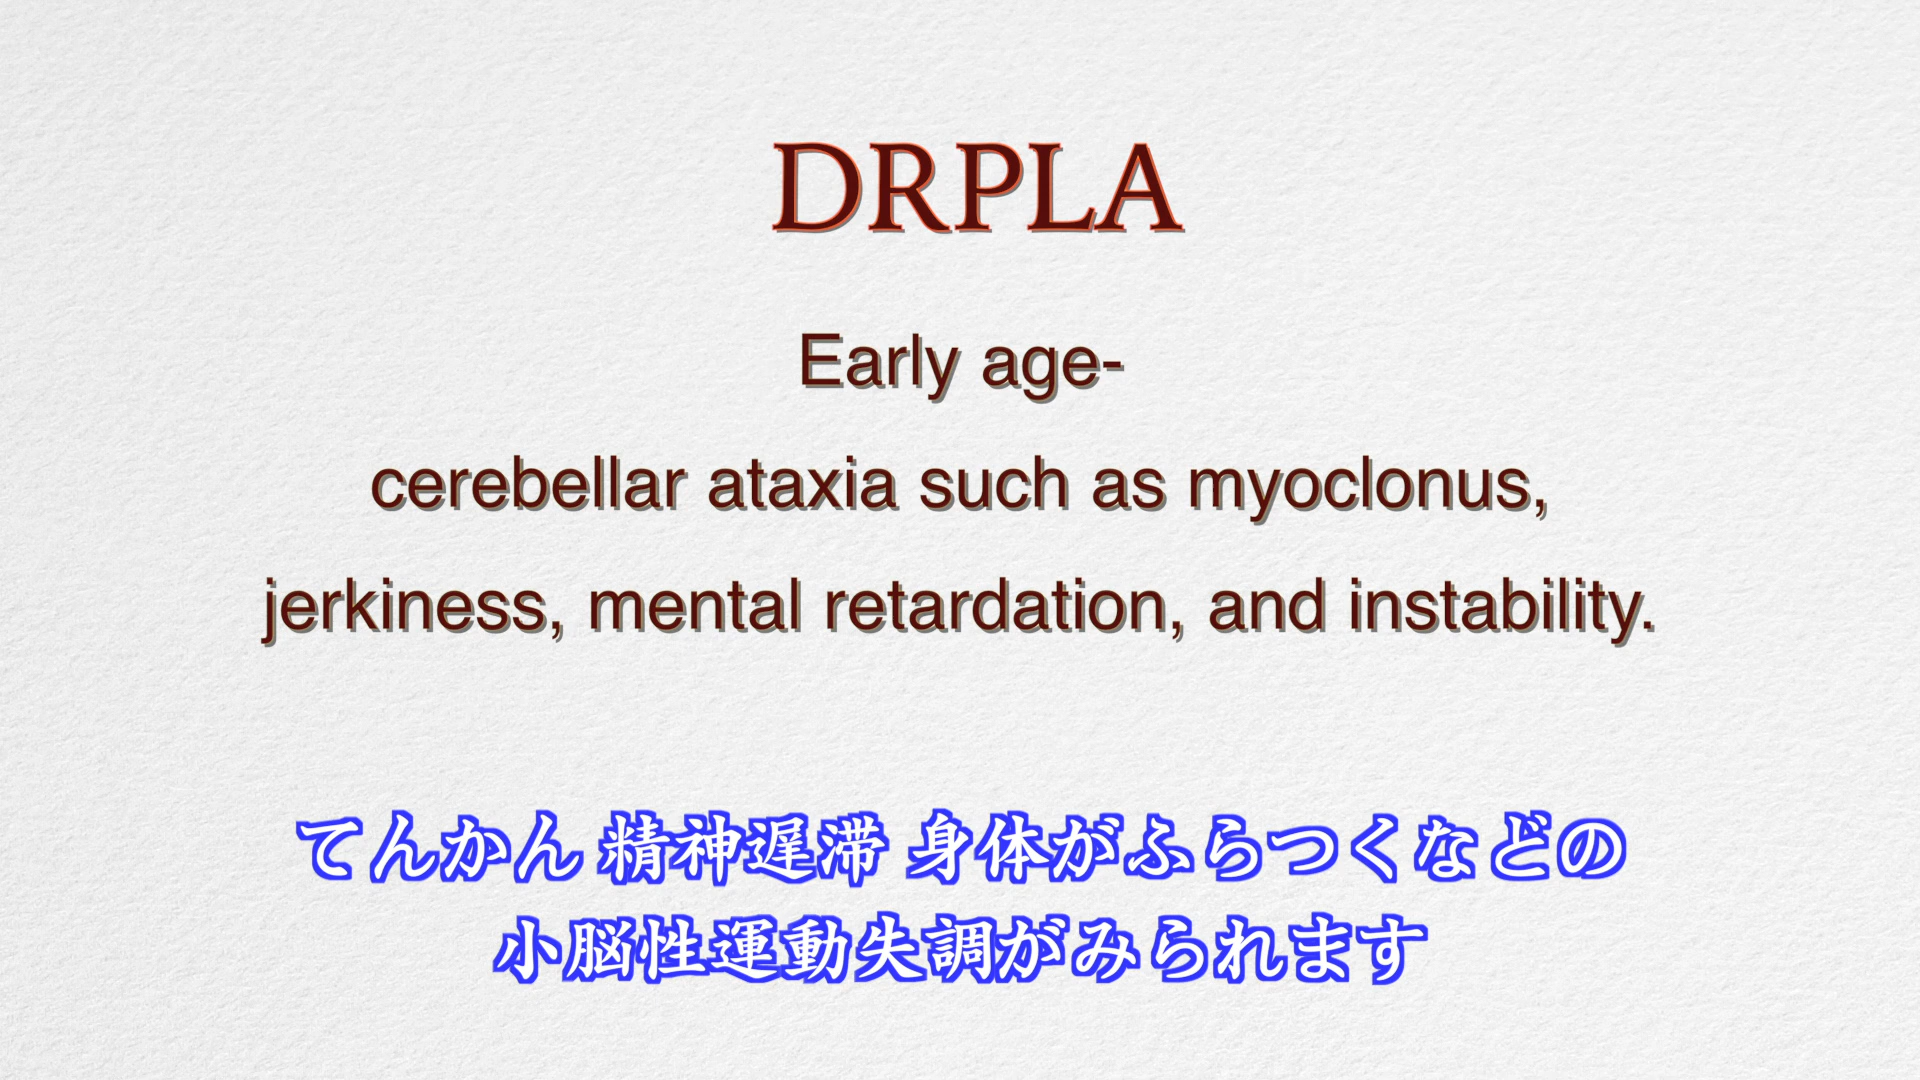 DRPLA
Early age-
cerebellar ataxia such as myoclonus,
jerkiness, mental retardation, and instability.
てんかん 精神遅滞 身体がふらつくなどの
小脳性運動失調がみられます